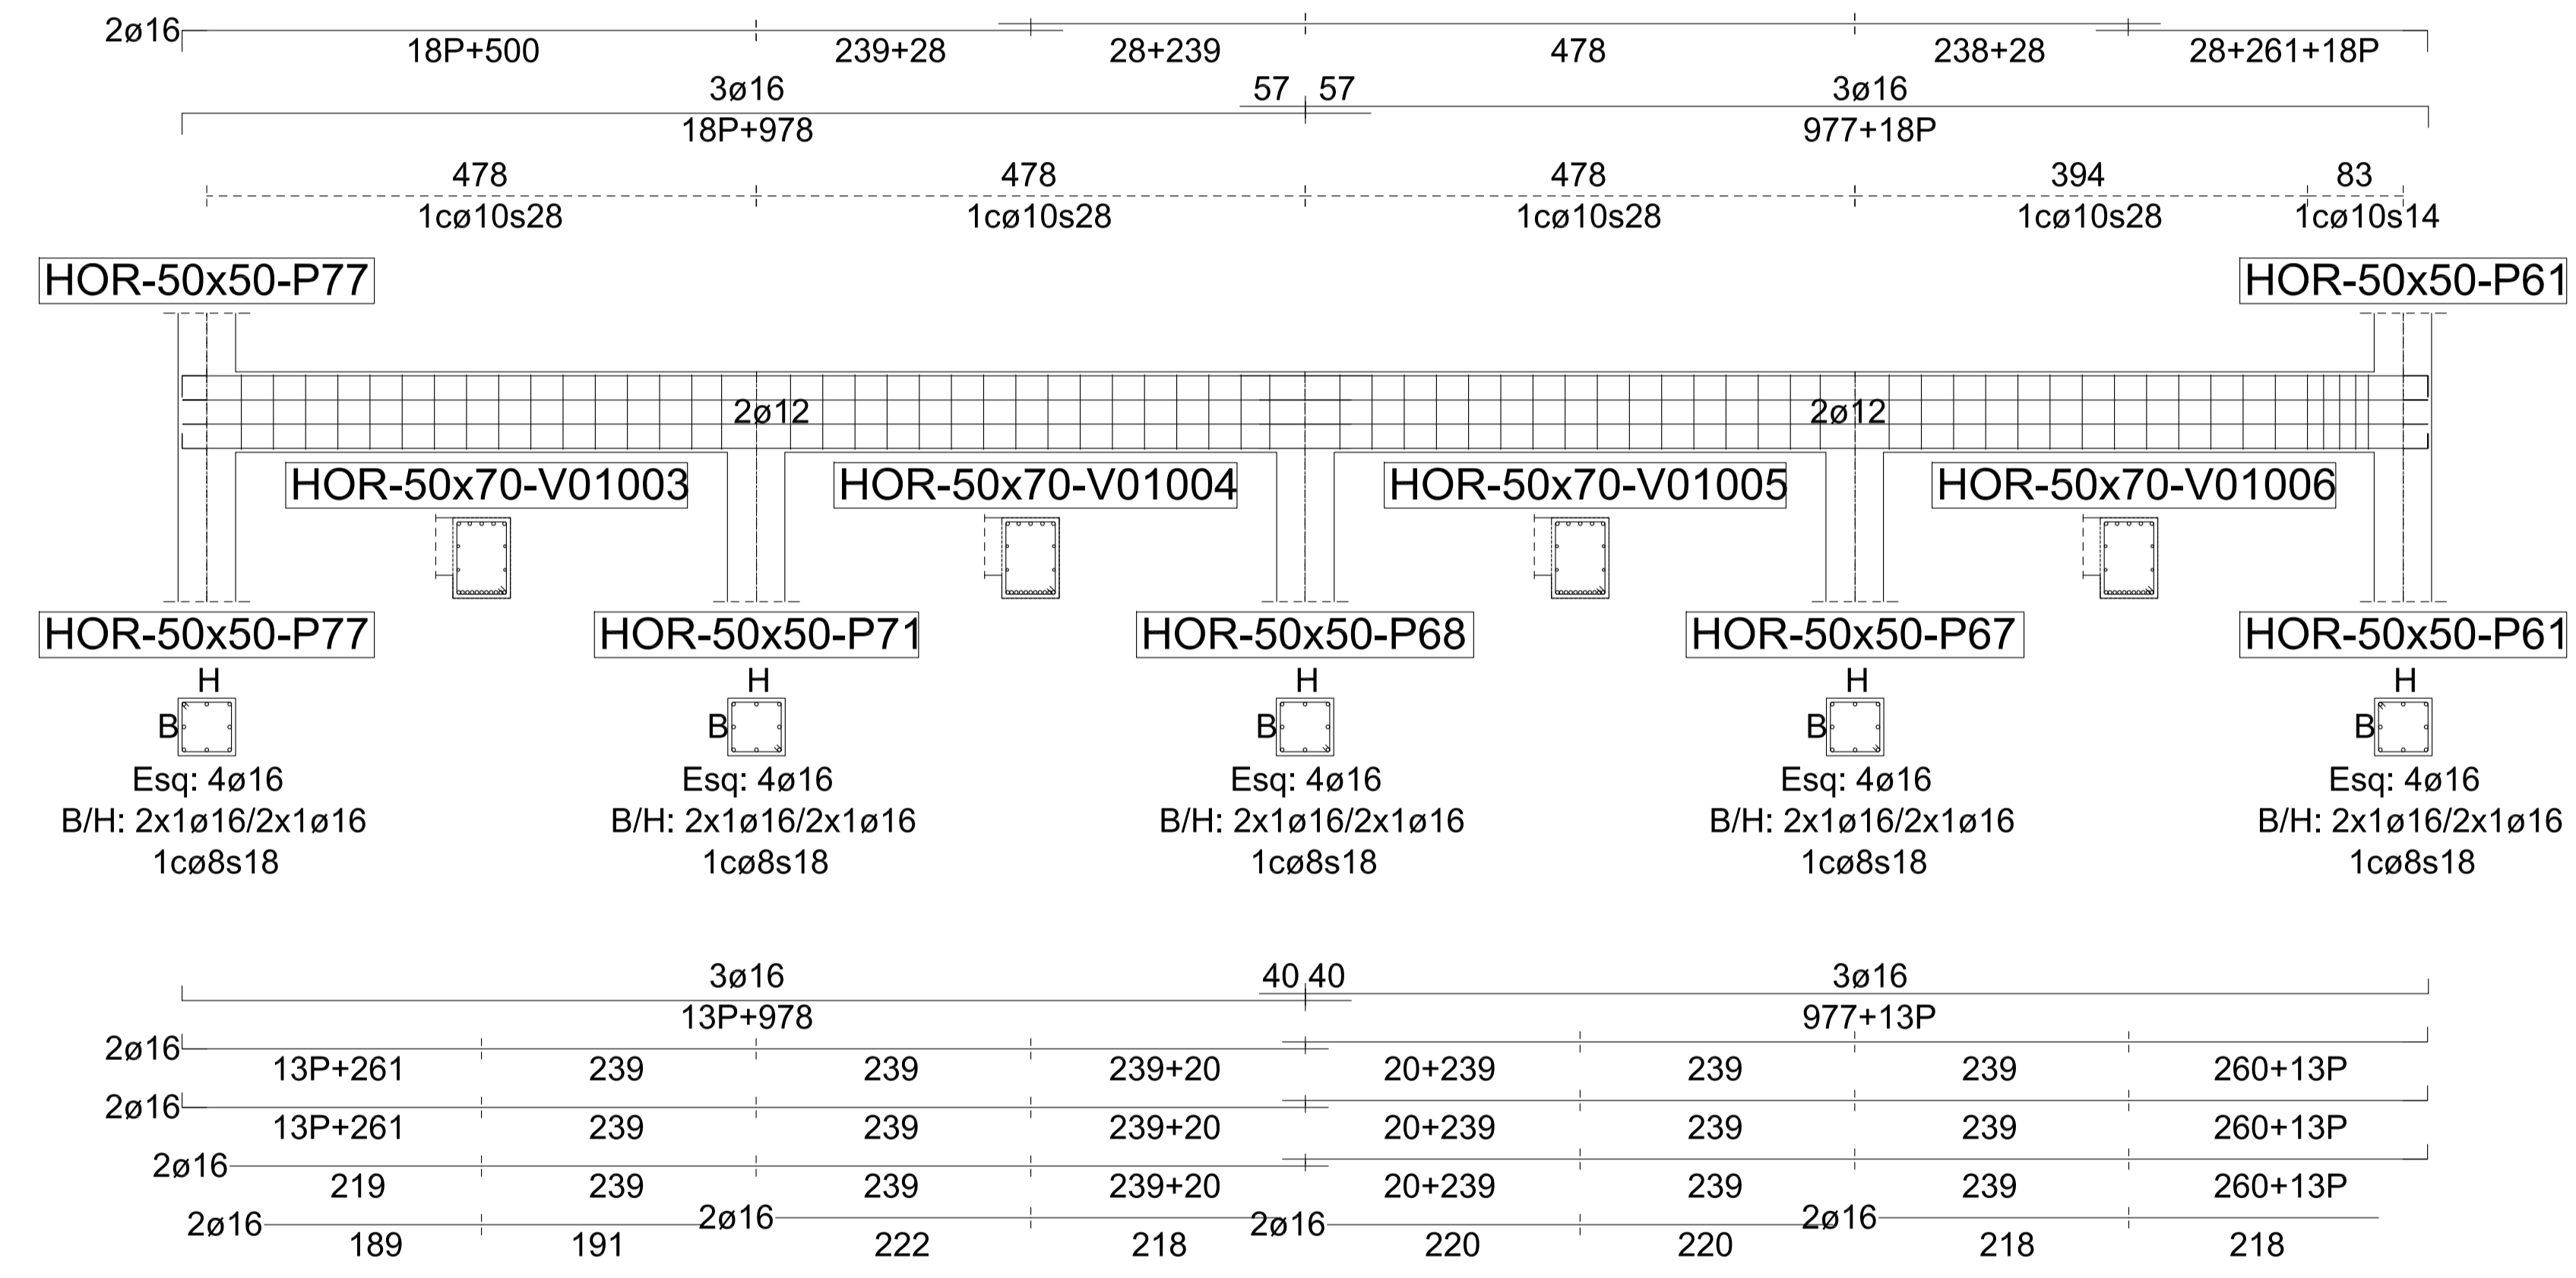 2ø16
18P+500 239+28 28+239 478 238+28 28+261+18P
3ø16 57 57 3ø16
18P+978 977+18P
478 478 478 394 83
1cø10s28 1cø10s28 1cø10s28 1cø10s28 1cø10s14
HOR-50x50-P77 HOR-50x50-P61
2ø12 2ø12
HOR-50x70-V01003 HOR-50x70-V01004 HOR-50x70-V01005 HOR-50x70-V01006
HOR-50x50-P77 HOR-50x50-P71 HOR-50x50-P68 HOR-50x50-P67 HOR-50x50-P61
H H H H H
B B B B B
Esq: 4ø16 Esq: 4ø16 Esq: 4ø16 Esq: 4ø16 Esq: 4ø16
B/H: 2x1ø16/2x1ø16 B/H: 2x1ø16/2x1ø16 B/H: 2x1ø16/2x1ø16 B/H: 2x1ø16/2x1ø16 B/H: 2x1ø16/2x1ø16
1cø8s18 1cø8s18 1cø8s18 1cø8s18 1cø8s18
3ø16 40 40 3ø16
13P+978 977+13P
2ø16
13P+261 239 239 239+20 20+239 239 239 260+13P
2ø16
13P+261 239 239 239+20 20+239 239 239 260+13P
2ø16
219 239 239 239+20 20+239 239 239 260+13P
2ø16 2ø16 2ø16 2ø16
189 191 222 218 220 220 218 218